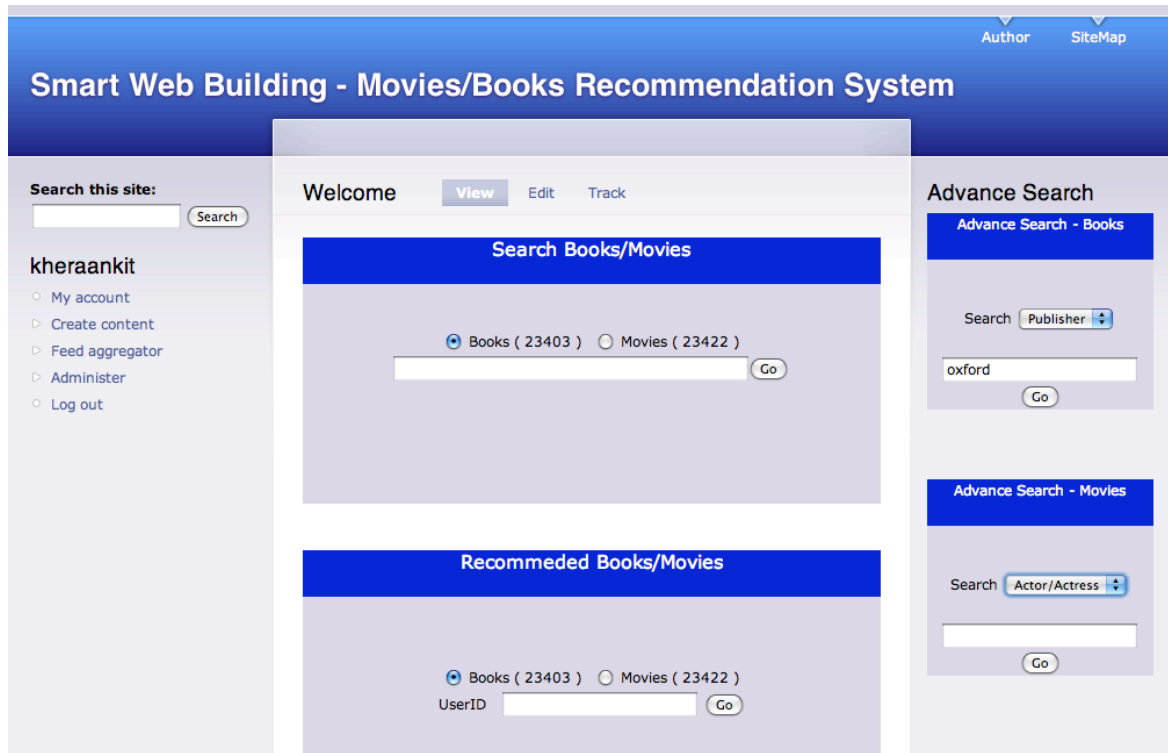 Author SiteMap
Smart Web Building - Movies/Books Recommendation System
Search this site:
Search
kheraankit
My account
Create content
Feed aggregator
Administer
Log out
Welcome View Edit Track
Search Books/Movies
Books ( 23403 ) Movies ( 23422 )
Go
Recommeded Books/Movies
Books ( 23403 ) Movies ( 23422 )
UserID Go
Advance Search
Advance Search - Books
Search Publisher
oxford
Go
Advance Search - Movies
Search Actor/Actress
Go